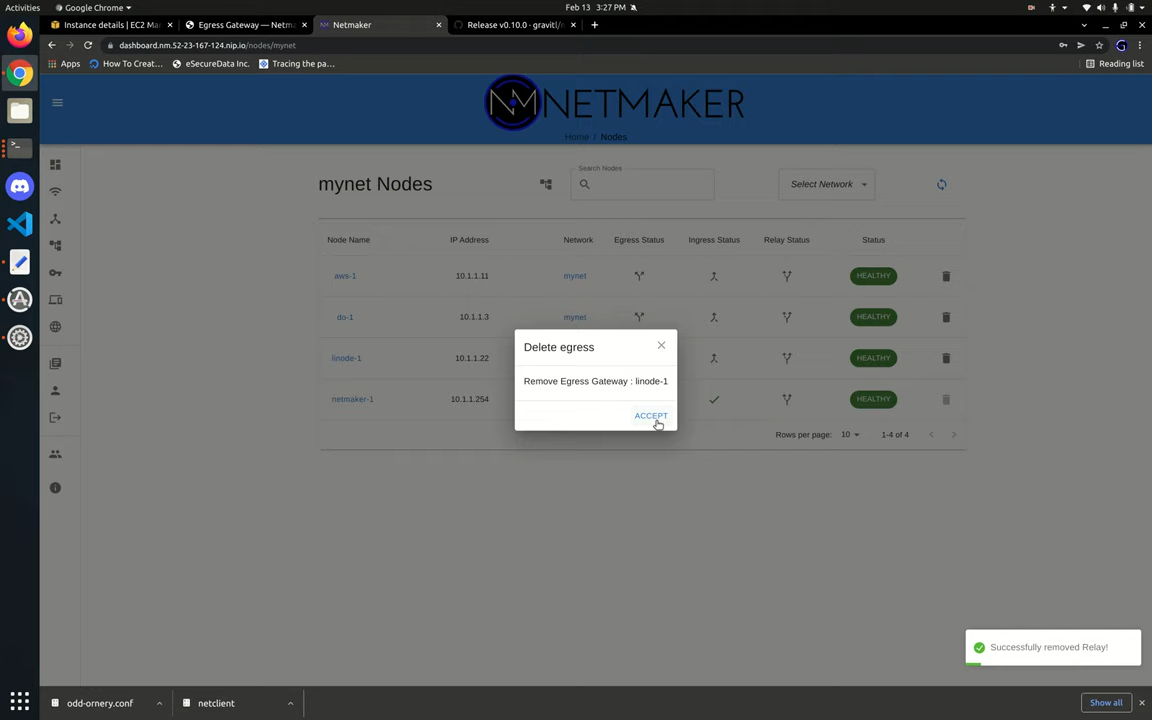 Activities
Google Chrome
Feb 13 3:27 PM
Instance details | EC2 Ma
Egress Gateway — Netma
Netmaker
Release v0.10.0 · gravitl/n
dashboard.nm.52-23-167-124.nip.io/nodes/mynet
Apps
How To Creat...
eSecureData Inc.
Tracing the pa...
Reading list
NETMAKER
Home / Nodes
mynet Nodes
Search Nodes
Select Network
Node Name IP Address Network Egress Status Ingress Status Relay Status Status
aws-1 10.1.1.11 mynet HEALTHY
do-1 10.1.1.3 mynet HEALTHY
linode-1 10.1.1.22 HEALTHY
netmaker-1 10.1.1.254 HEALTHY
Delete egress
Remove Egress Gateway : linode-1
ACCEPT
Rows per page: 10 1-4 of 4
Successfully removed Relay!
odd-ornery.conf
netclient
Show all